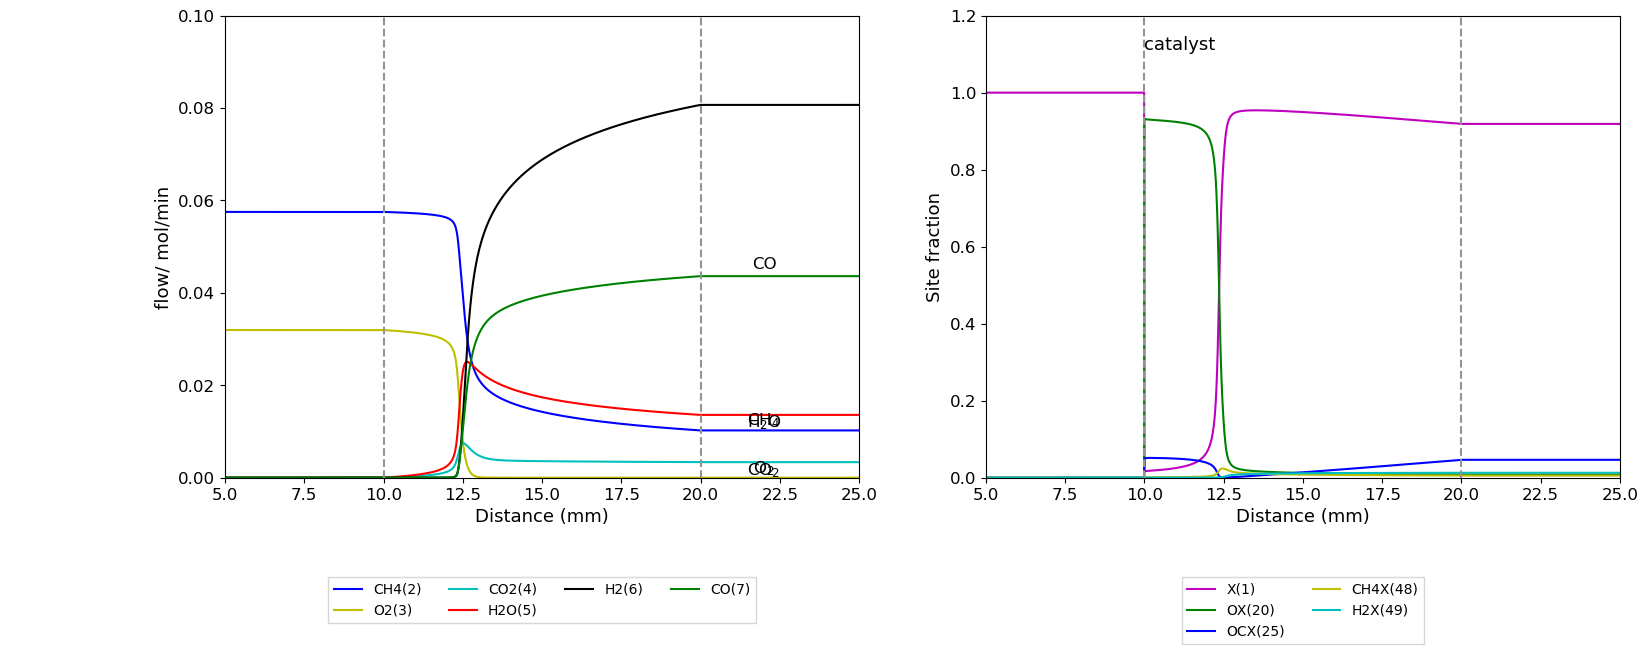 0.10
0.08
0.06
0.04
0.02
0.00
flow/ mol/min
CO
CH4
H2O
O2
CO2
5.0 7.5 10.0 12.5 15.0 17.5 20.0 22.5 25.0
Distance (mm)
CH4(2) CO2(4) H2(6) CO(7)
O2(3) H2O(5)
1.2
1.0
0.8
0.6
0.4
0.2
0.0
Site fraction
catalyst
5.0 7.5 10.0 12.5 15.0 17.5 20.0 22.5 25.0
Distance (mm)
X(1) CH4X(48)
OX(20) H2X(49)
OCX(25)